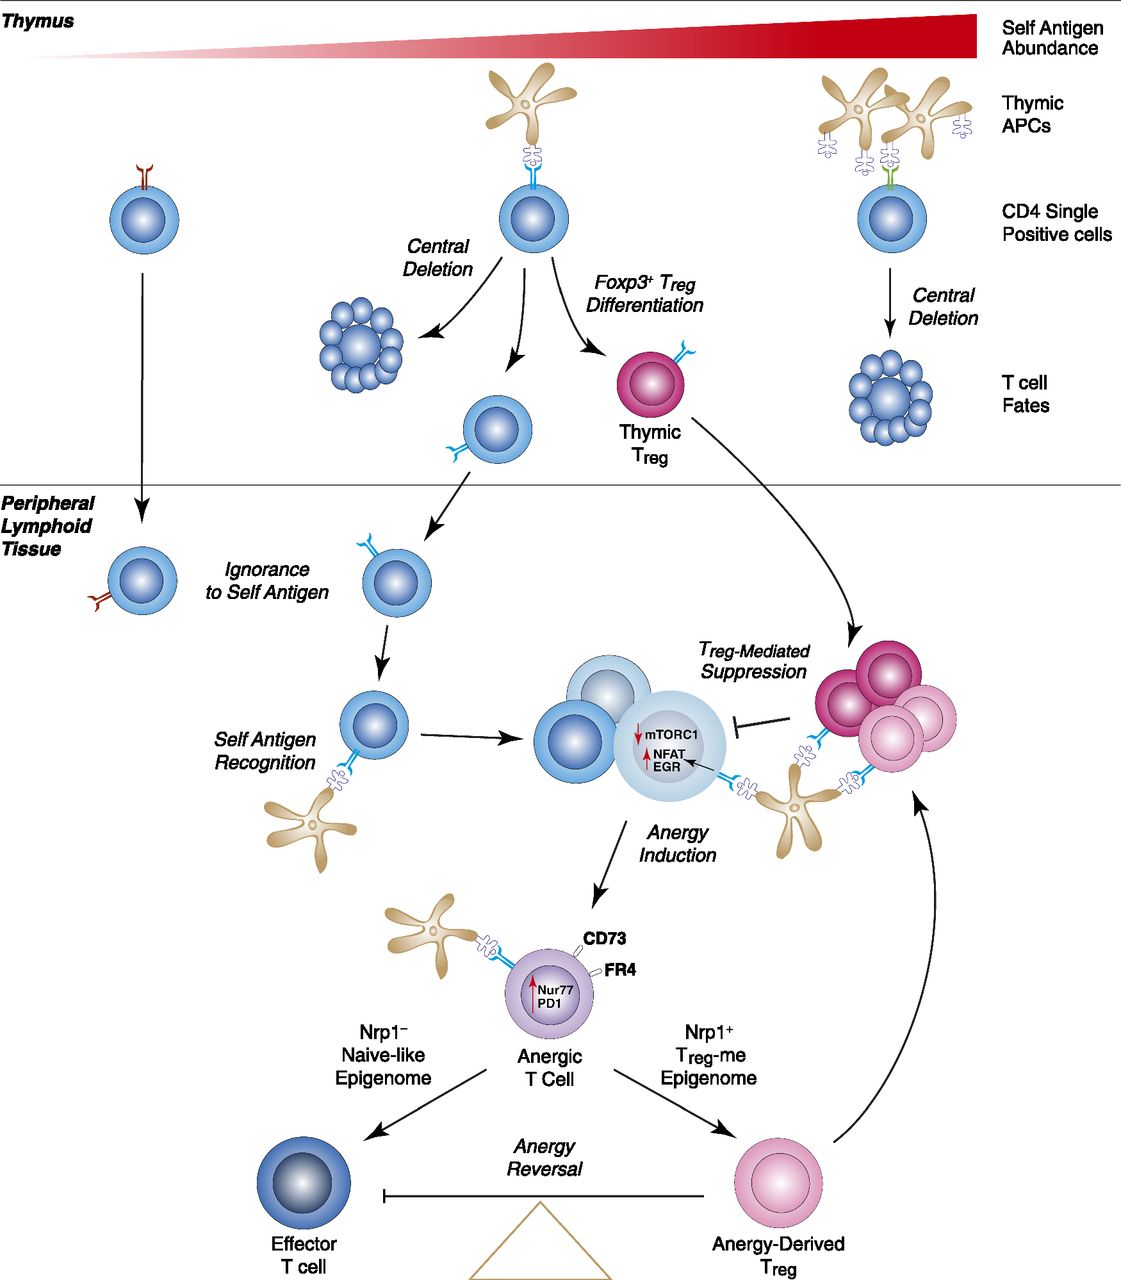 Thymus
Self Antigen
Abundance
Thymic
APCs
CD4 Single
Positive cells
Central
Deletion
Foxp3+ Treg
Differentiation
Central
Deletion
T cell
Fates
Thymic
Treg
Peripheral
Lymphoid
Tissue
Ignorance
to Self Antigen
Treg-Mediated
Suppression
Self Antigen
Recognition
mTORC1
NFAT
EGR
Anergy
Induction
CD73
FR4
Nur77
PD1
Nrp1–
Naive-like
Epigenome
Anergic
T Cell
Nrp1+
Treg-me
Epigenome
Anergy
Reversal
Effector
T cell
Anergy-Derived
Treg